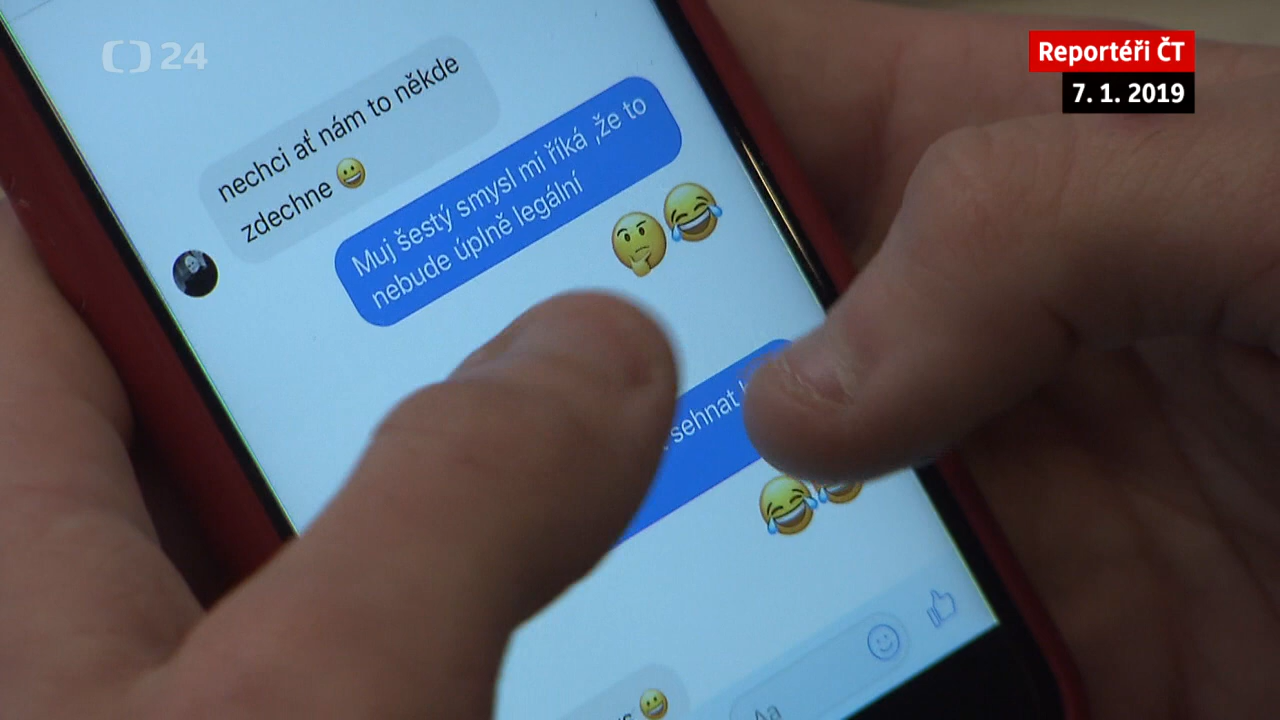 24
Reportéři ČT
7. 1. 2019
nechci ať nám to někde
zdechne
Muj šestý smysl mi říká ,že to
nebude úplně legální
sehnat
Aa